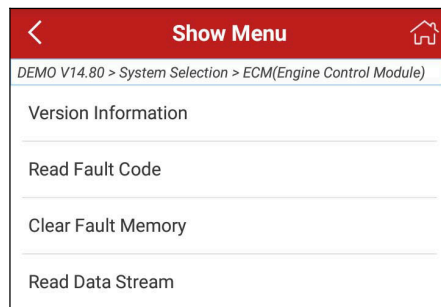 Show Menu
DEMO V14.80 > System Selection > ECM(Engine Control Module)
Version Information
Read Fault Code
Clear Fault Memory
Read Data Stream